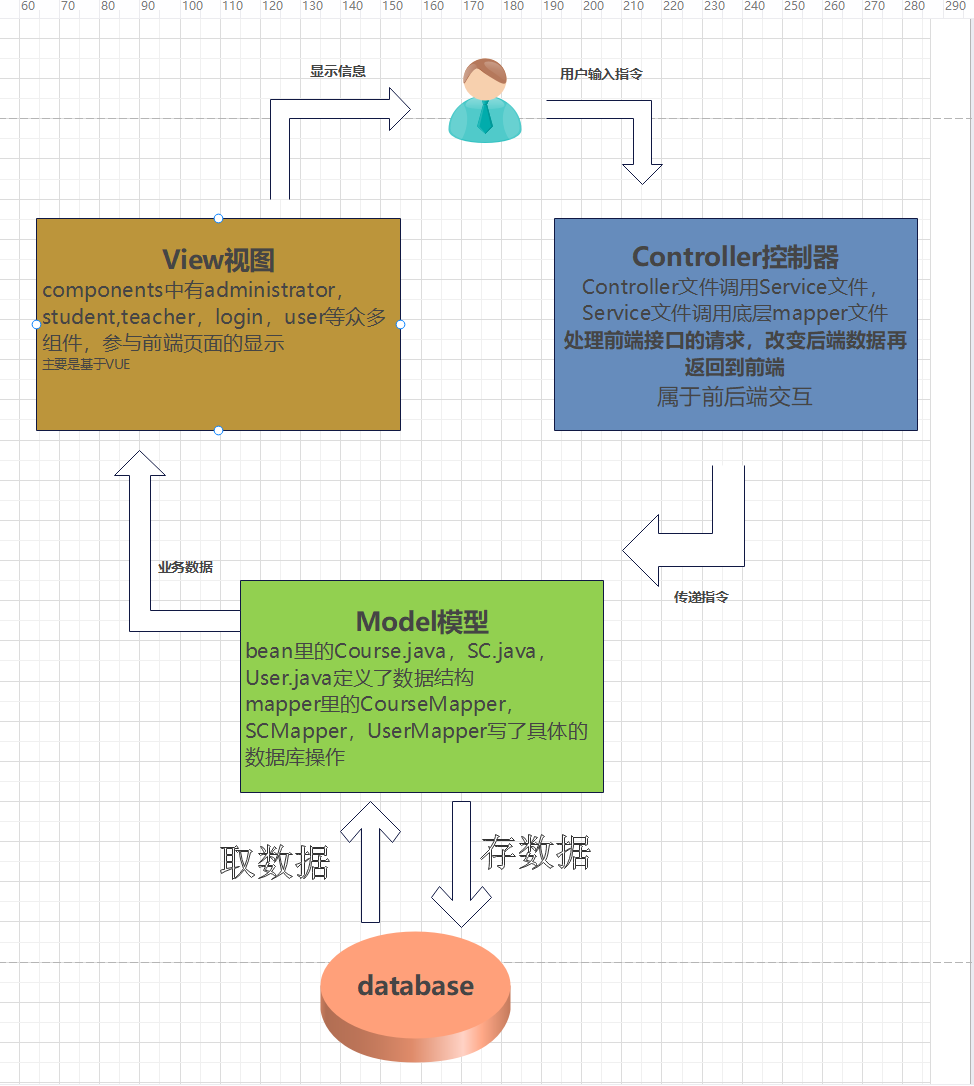 60 70 80 90 100 110 120 130 140 150 160 170 180 190 200 210 220 230 240 250 260 270 280 290
显示信息
用户输入指令
View视图
components中有administrator，
student,teacher，login，user等众多
组件，参与前端页面的显示
主要是基于VUE
Controller控制器
Controller文件调用Service文件，
Service文件调用底层mapper文件
处理前端接口的请求，改变后端数据再
返回到前端
属于前后端交互
业务数据
传递指令
Model模型
bean里的Course.java，SC.java，
User.java定义了数据结构
mapper里的CourseMapper，
SCMapper，UserMapper写了具体的
数据库操作
取数据
存数据
database